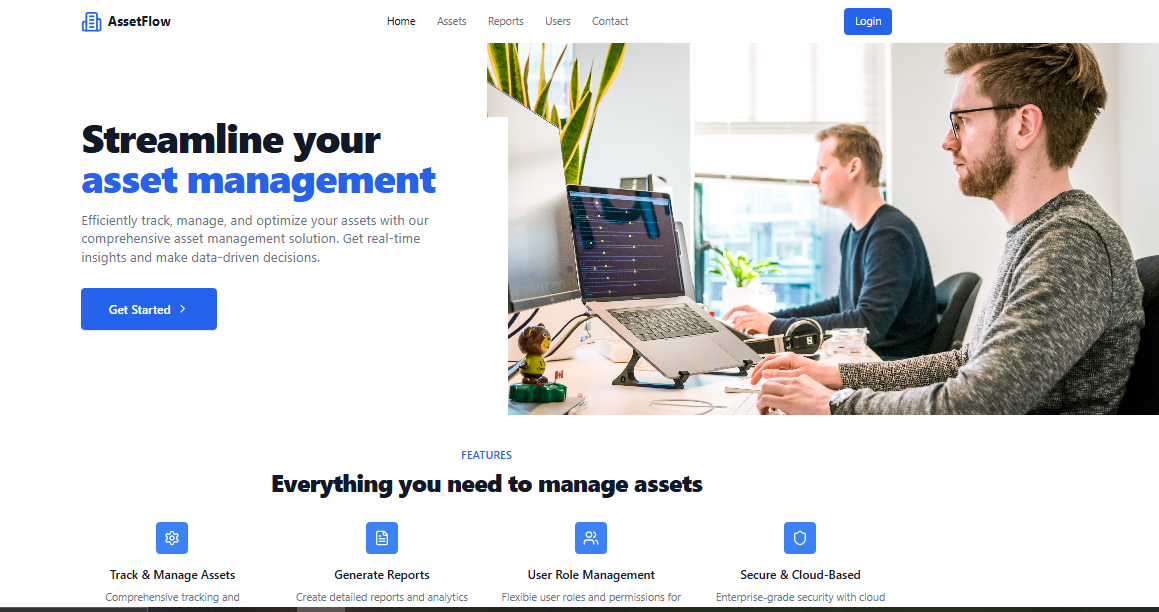 AssetFlow
Home Assets Reports Users Contact
Login
Streamline your
asset management
Efficiently track, manage, and optimize your assets with our
comprehensive asset management solution. Get real-time
insights and make data-driven decisions.
Get Started
FEATURES
Everything you need to manage assets
Track & Manage Assets
Comprehensive tracking and
Generate Reports
Create detailed reports and analytics
User Role Management
Flexible user roles and permissions for
Secure & Cloud-Based
Enterprise-grade security with cloud